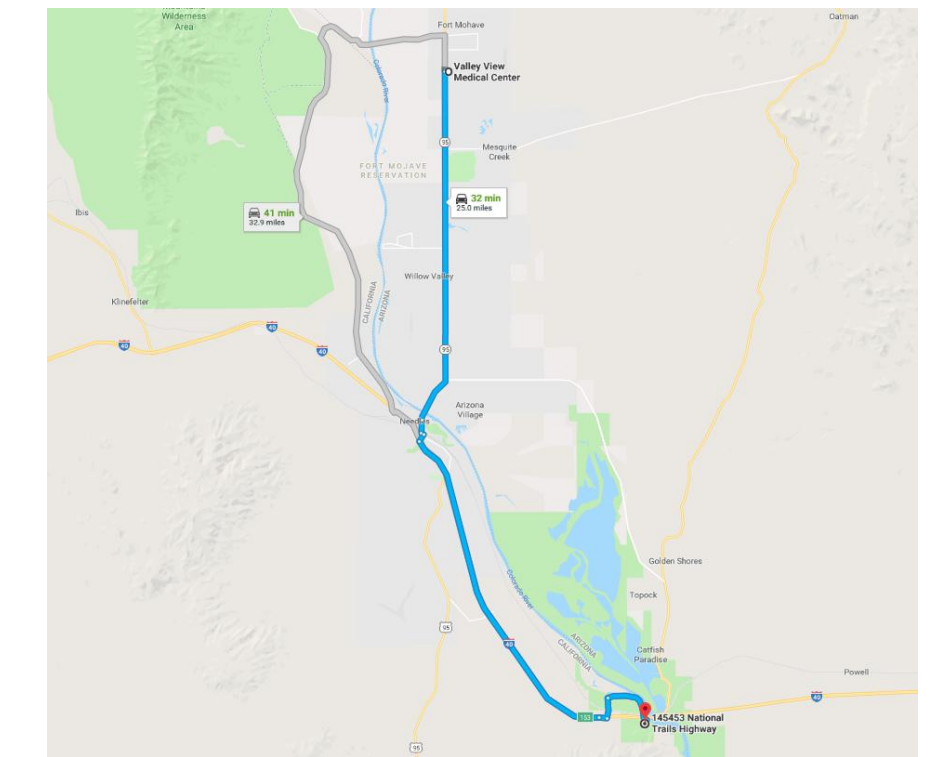 Wilderness
Area
Fort Mohave
Oatman
Colorado River
Valley View
Medical Center
95
Mesquite
Creek
FORT MOJAVE
RESERVATION
32 min
25.0 miles
41 min
32.9 miles
Ibis
Willow Valley
CALIFORNIA
ARIZONA
Klinefelter
40
40
40
95
Arizona
Village
Needles
Golden Shores
Colorado River
Topock
95
ARIZONA
CALIFORNIA
40
Catfish
Paradise
Powell
40
153
145453 National
Trails Highway
95